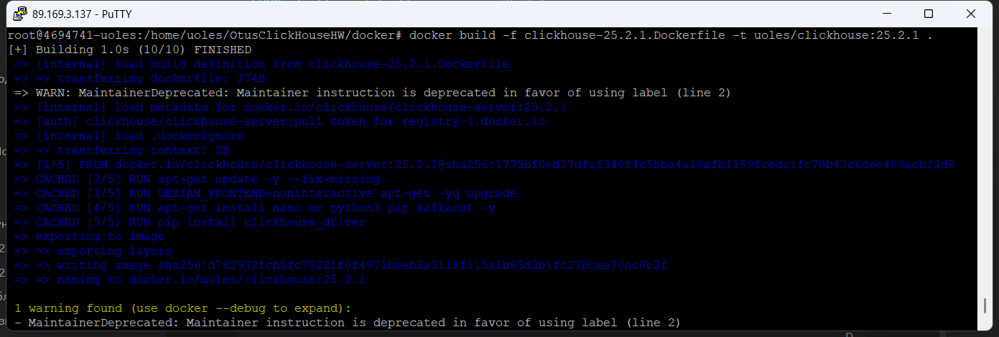 89.169.3.137 - PuTTY
root@4694741-uoles:/home/uoles/OtusClickHouseHW/docker# docker build -f clickhouse-25.2.1.Dockerfile -t uoles/clickhouse:25.2.1 .
[+] Building 1.0s (10/10) FINISHED
=> [internal] load build definition from clickhouse-25.2.1.Dockerfile
=> => transferring dockerfile: 374B
=> WARN: MaintainerDeprecated: Maintainer instruction is deprecated in favor of using label (line 2)
=> [internal] load metadata for docker.io/clickhouse/clickhouse-server:25.2.1
=> [auth] clickhouse/clickhouse-server:pull token for registry-1.docker.io
=> [internal] load .dockerignore
=> => transferring context: 2B
=> [1/5] FROM docker.io/clickhouse/clickhouse-server:25.2.1@sha256:1775bf0ed27dfaf340f4c5bba4a16afb1199fcedc1fc70b43c6dee488acbf3d9
=> CACHED [2/5] RUN apt-get update -y --fix-missing
=> CACHED [3/5] RUN DEBIAN_FRONTEND=noninteractive apt-get -yq upgrade
=> CACHED [4/5] RUN apt-get install nano mc python3 pip kafkacat -y
=> CACHED [5/5] RUN pip install clickhouse_driver
=> exporting to image
=> => exporting layers
=> => writing image sha256:d782932fcb5fc78221f0f4971beeb2a3118f115a1b93d3b1fc27bcea70ac0b3f
=> => naming to docker.io/uoles/clickhouse:25.2.1
1 warning found (use docker --debug to expand):
- MaintainerDeprecated: Maintainer instruction is deprecated in favor of using label (line 2)